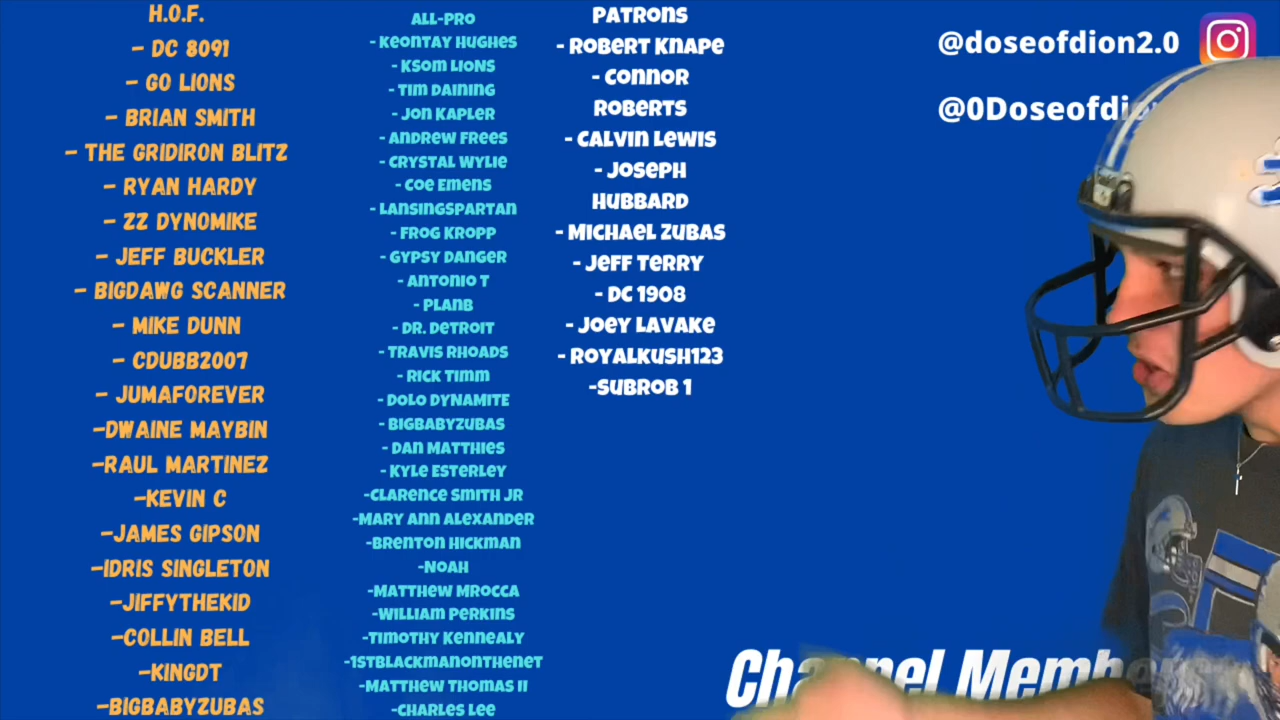 H.O.F.
- DC 8091
- GO LIONS
- BRIAN SMITH
- THE GRIDIRON BLITZ
- RYAN HARDY
- ZZ DYNOMIKE
- JEFF BUCKLER
- BIGDAWG SCANNER
- MIKE DUNN
- CDUBB2007
- JUMAFOREVER
-DWAINE MAYBIN
-RAUL MARTINEZ
-KEVIN C
-JAMES GIPSON
-IDRIS SINGLETON
-JIFFYTHEKID
-COLLIN BELL
-KINGDT
-BIGBABYZUBAS
ALL-PRO
- KEONTAY HUGHES
- KSOM LIONS
- TIM DAINING
- JON KAPLER
- ANDREW FREES
- CRYSTAL WYLIE
- COE EMENS
- LANSINGSPARTAN
- FROG KROPP
- GYPSY DANGER
- ANTONIO T
- PLANB
- DR. DETROIT
- TRAVIS RHOADS
- RICK TIMM
- DOLO DYNAMITE
- BIGBABYZUBAS
- DAN MATTHIES
- KYLE ESTERLEY
-CLARENCE SMITH JR
-MARY ANN ALEXANDER
-BRENTON HICKMAN
-NOAH
-MATTHEW MROCCA
-WILLIAM PERKINS
-TIMOTHY KENNEALY
-1STBLACKMANONTHENET
-MATTHEW THOMAS II
-CHARLES LEE
PATRONS
- ROBERT KNAPE
- CONNOR
ROBERTS
- CALVIN LEWIS
- JOSEPH
HUBBARD
- MICHAEL ZUBAS
- JEFF TERRY
- DC 1908
- JOEY LAVAKE
- ROYALKUSH123
-SUBROB 1
@doseofdion2.0
@0Doseofdion
Channel Members